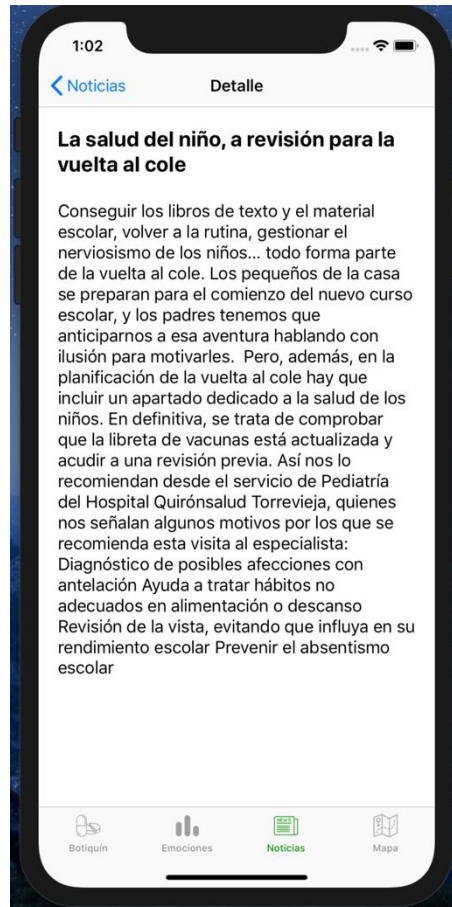 1:02
Noticias
Detalle
La salud del niño, a revisión para la
vuelta al cole
Conseguir los libros de texto y el material
escolar, volver a la rutina, gestionar el
nerviosismo de los niños... todo forma parte
de la vuelta al cole. Los pequeños de la casa
se preparan para el comienzo del nuevo curso
escolar, y los padres tenemos que
anticiparnos a esa aventura hablando con
ilusión para motivarles.  Pero, además, en la
planificación de la vuelta al cole hay que
incluir un apartado dedicado a la salud de los
niños. En definitiva, se trata de comprobar
que la libreta de vacunas está actualizada y
acudir a una revisión previa. Así nos lo
recomiendan desde el servicio de Pediatría
del Hospital Quirónsalud Torrevieja, quienes
nos señalan algunos motivos por los que se
recomienda esta visita al especialista:
Diagnóstico de posibles afecciones con
antelación Ayuda a tratar hábitos no
adecuados en alimentación o descanso
Revisión de la vista, evitando que influya en su
rendimiento escolar Prevenir el absentismo
escolar
NEWS
Botiquín
Emociones
Noticias
Mapa